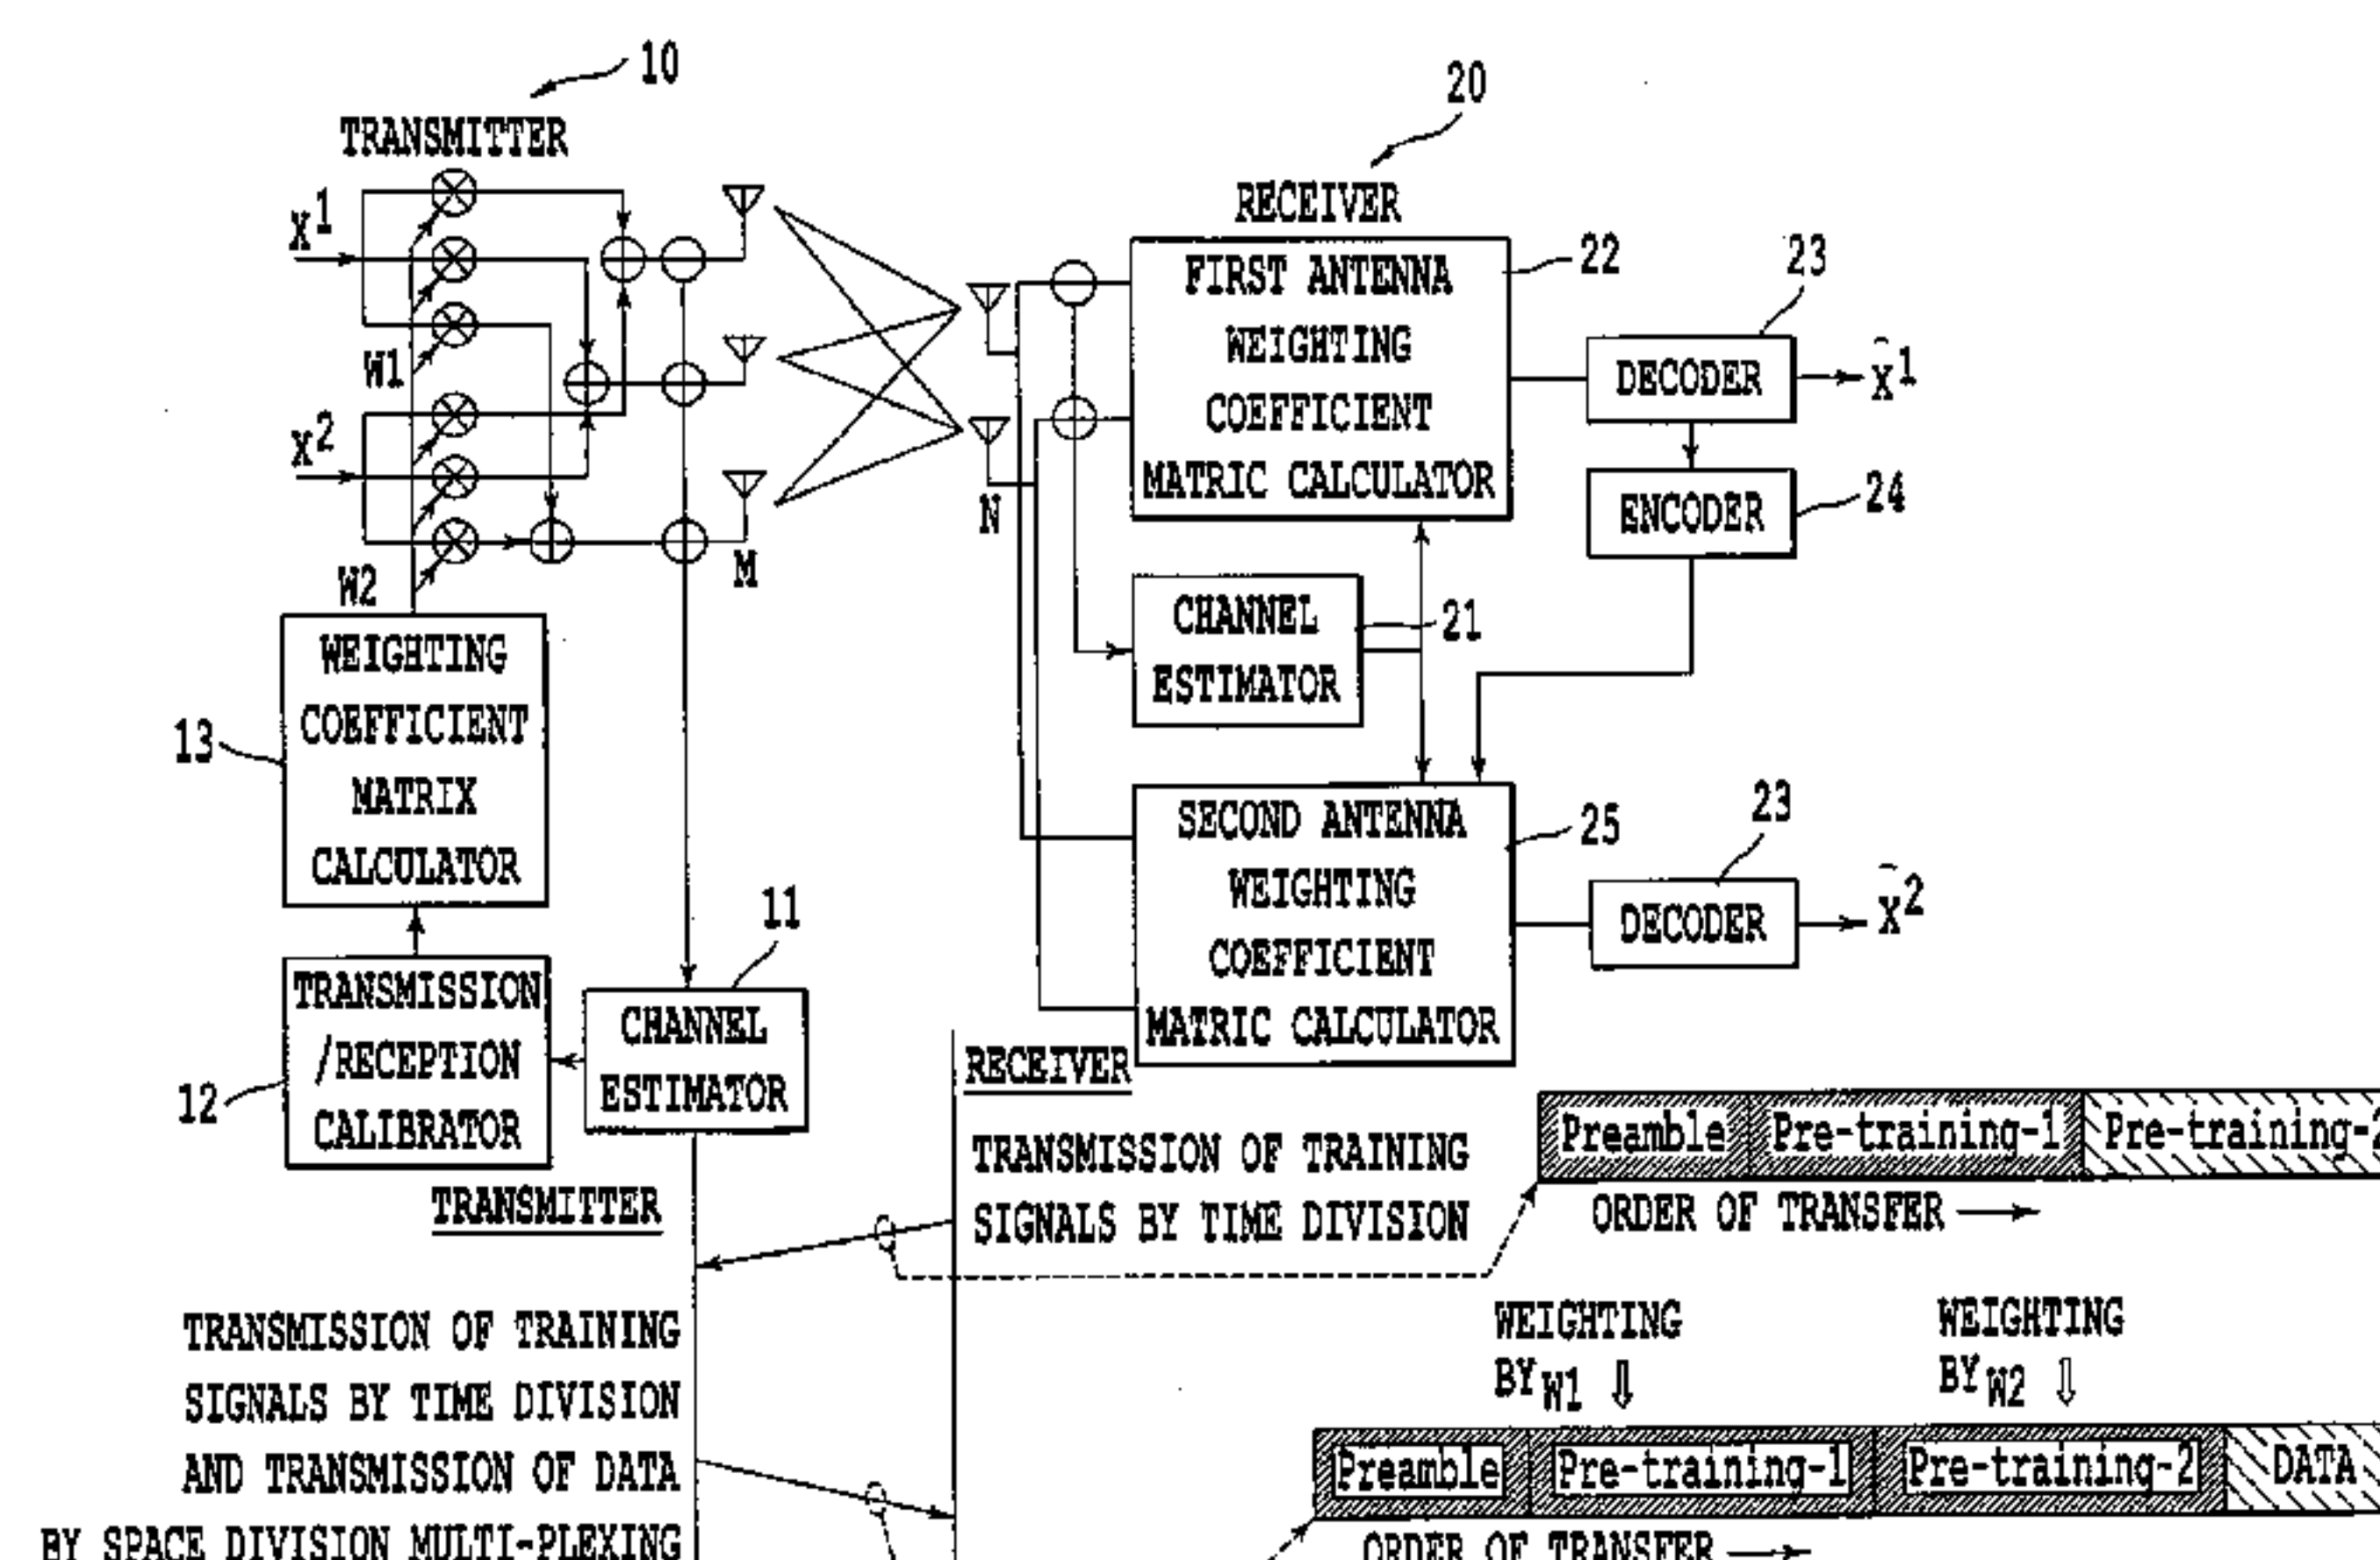 10
TRANSMITTER
X1
W1
X2
W2
M
WEIGHTING
COEFFICIENT
MATRIX
CALCULATOR
13
TRANSMISSION
/RECEPTION
CALIBRATOR
12
CHANNEL
ESTIMATOR
11
20
RECEIVER
N
FIRST ANTENNA
WEIGHTING
COEFFICIENT
MATRIC CALCULATOR
22
23
DECODER
X̂1
ENCODER
24
CHANNEL
ESTIMATOR
21
SECOND ANTENNA
WEIGHTING
COEFFICIENT
MATRIC CALCULATOR
25
23
DECODER
X̂2
TRANSMITTER
RECEIVER
TRANSMISSION OF TRAINING
SIGNALS BY TIME DIVISION
Preamble Pre-training-1 Pre-training-2
ORDER OF TRANSFER
TRANSMISSION OF TRAINING
SIGNALS BY TIME DIVISION
AND TRANSMISSION OF DATA
BY SPACE DIVISION MULTI-PLEXING
WEIGHTING
BY W1
WEIGHTING
BY W2
Preamble Pre-training-1 Pre-training-2 DATA
ORDER OF TRANSFER